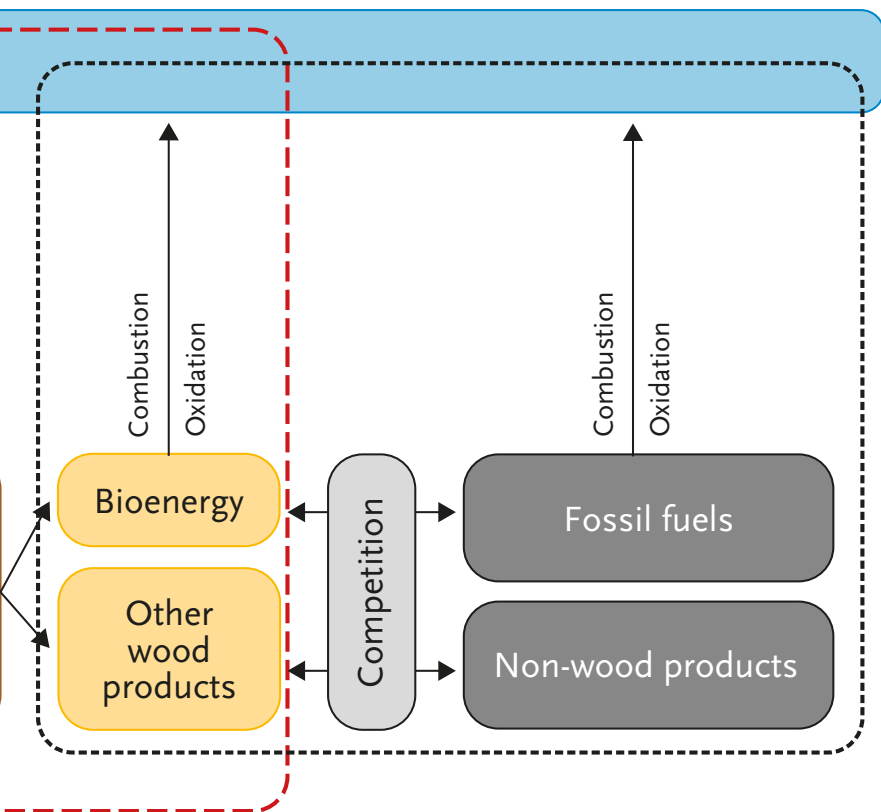 Combustion
Oxidation
Combustion
Oxidation
Bioenergy
Competition
Fossil fuels
Other
wood
products
Non-wood products